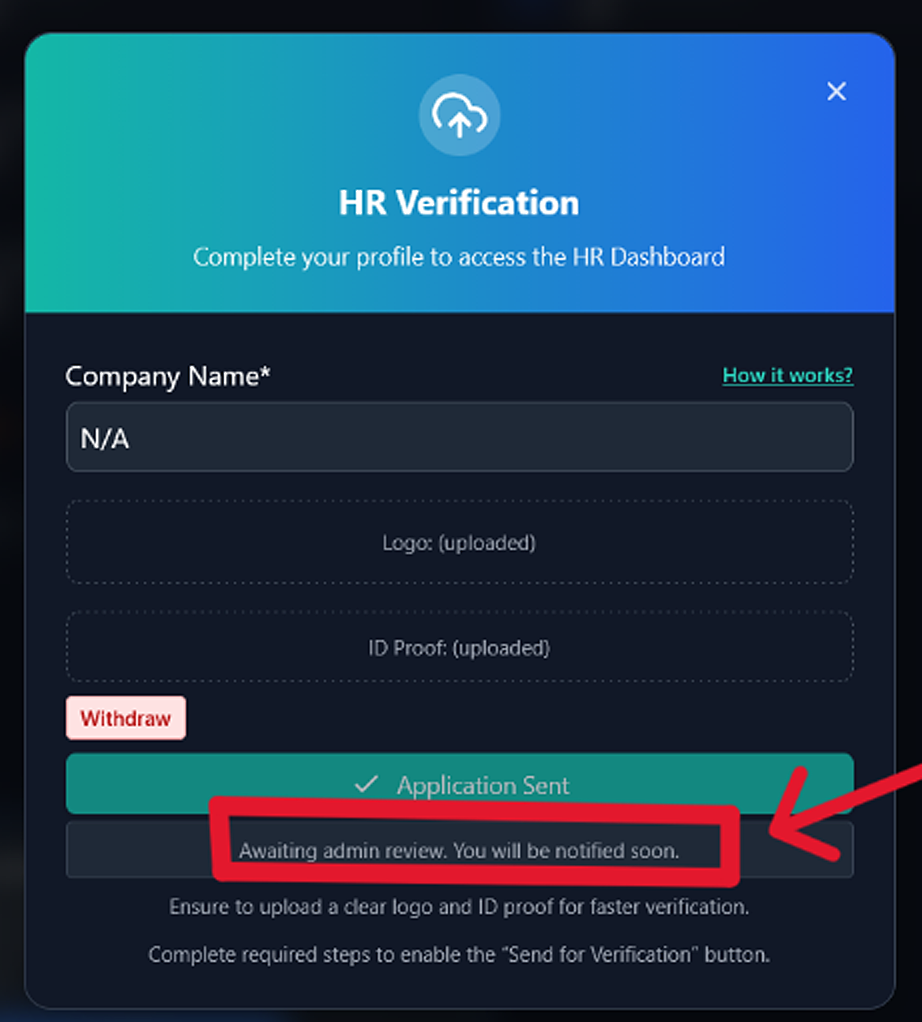 HR Verification
Complete your profile to access the HR Dashboard
Company Name*
How it works?
N/A
Logo: (uploaded)
ID Proof: (uploaded)
Withdraw
Application Sent
Awaiting admin review. You will be notified soon.
Ensure to upload a clear logo and ID proof for faster verification.
Complete required steps to enable the “Send for Verification” button.